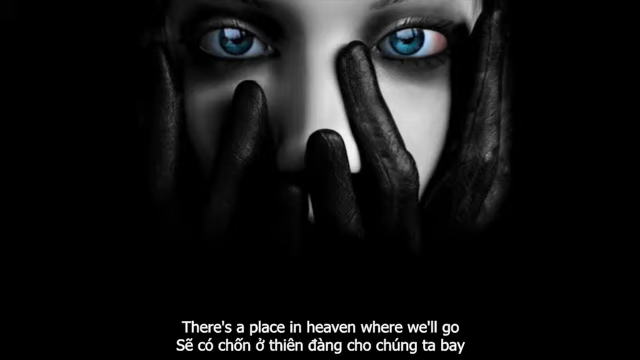 There's a place in heaven where we'll go
Sẽ có chốn ở thiên đàng cho chúng ta bay